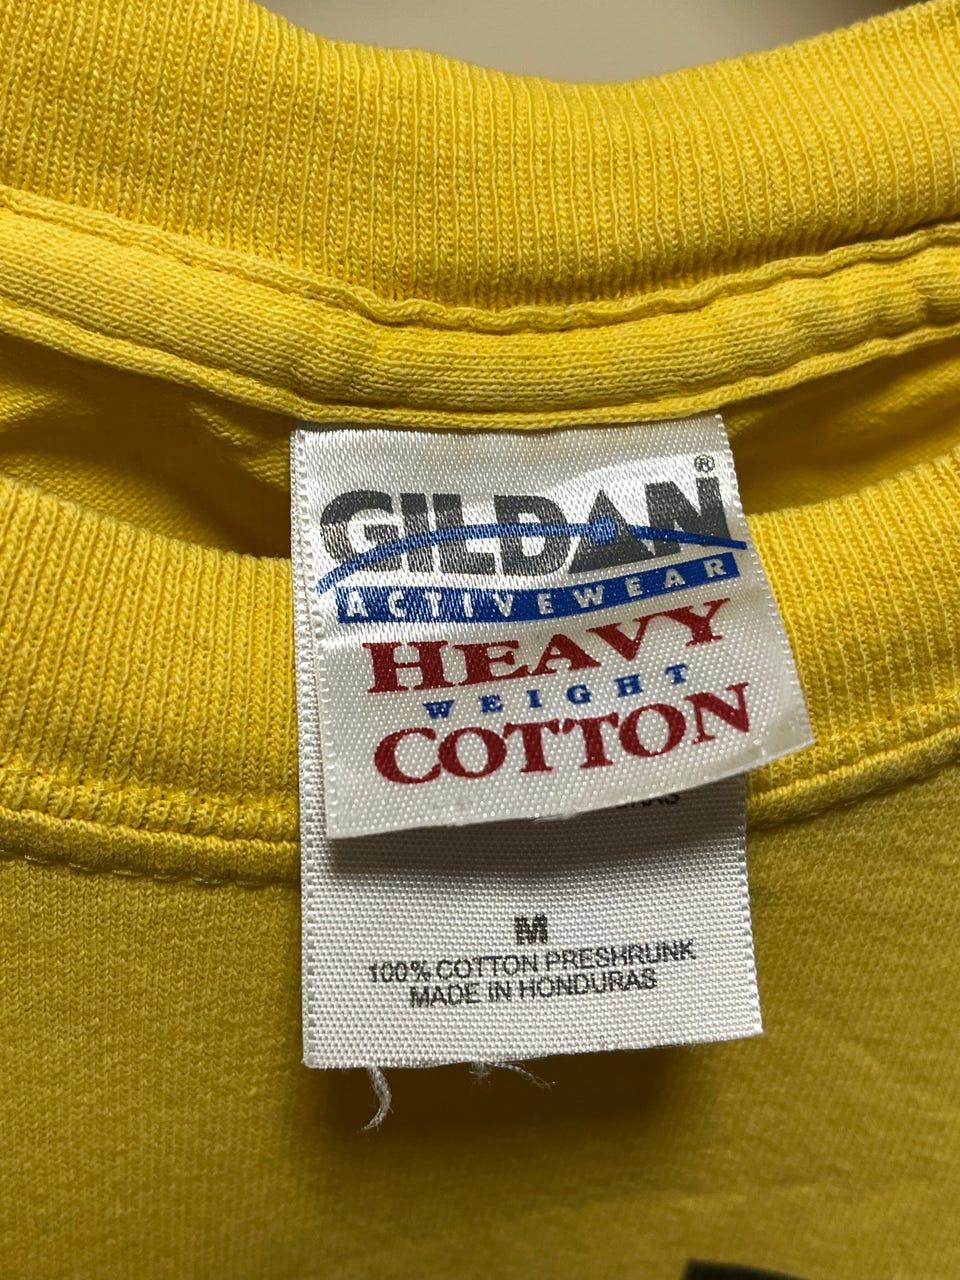 GILDAN®
ACTIVEWEAR
HEAVY
WEIGHT
COTTON
M
100% COTTON PRESHRUNK
MADE IN HONDURAS